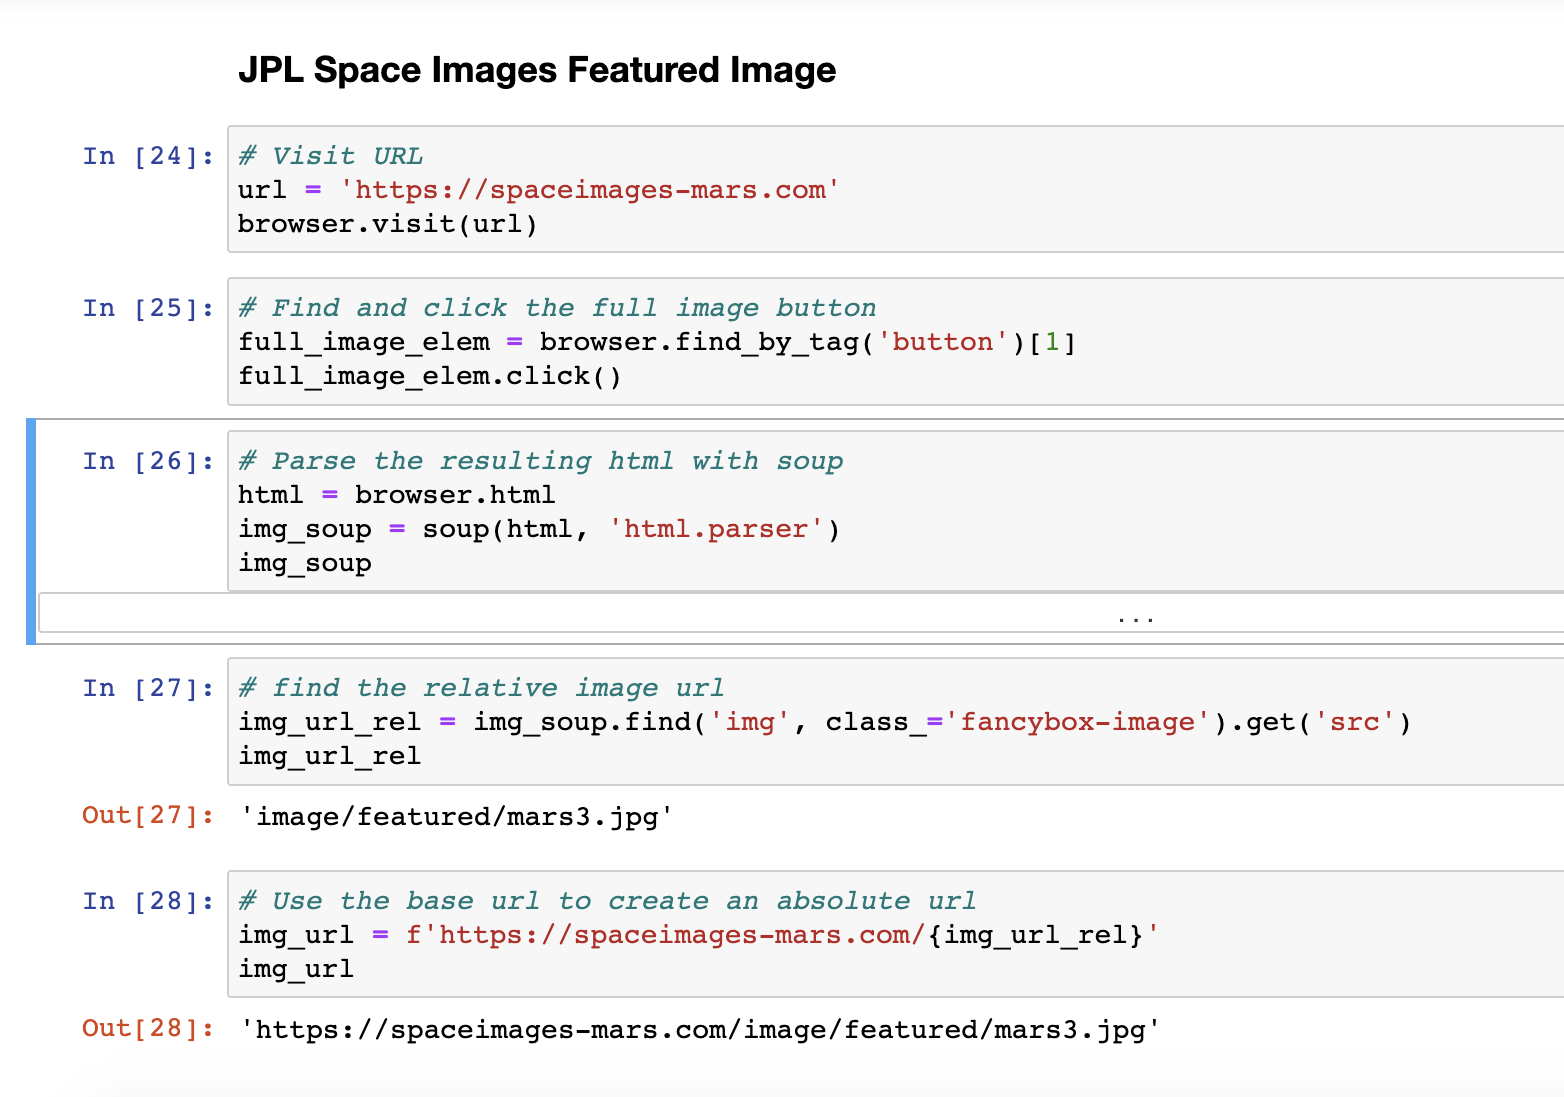 JPL Space Images Featured Image
In [24]: # Visit URL
url = 'https://spaceimages-mars.com'
browser.visit(url)
In [25]: # Find and click the full image button
full_image_elem = browser.find_by_tag('button')[1]
full_image_elem.click()
In [26]: # Parse the resulting html with soup
html = browser.html
img_soup = soup(html, 'html.parser')
img_soup
...
In [27]: # find the relative image url
img_url_rel = img_soup.find('img', class_='fancybox-image').get('src')
img_url_rel
Out[27]: 'image/featured/mars3.jpg'
In [28]: # Use the base url to create an absolute url
img_url = f'https://spaceimages-mars.com/{img_url_rel}'
img_url
Out[28]: 'https://spaceimages-mars.com/image/featured/mars3.jpg'